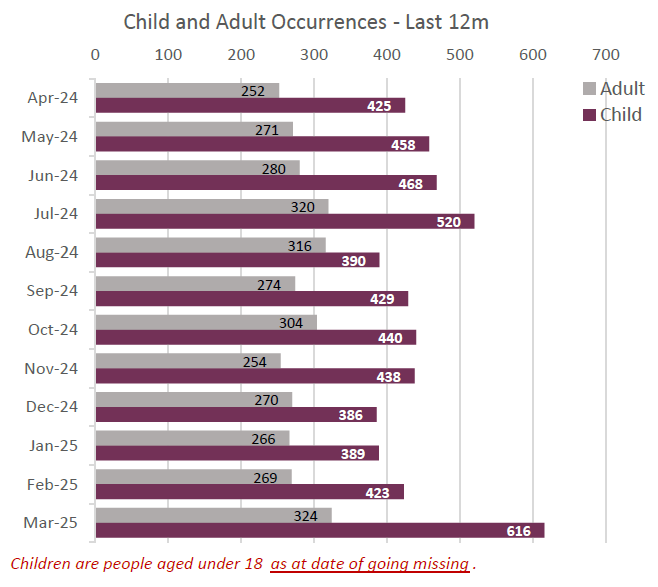 Child and Adult Occurrences - Last 12m
0 100 200 300 400 500 600 700
Adult
Child
Apr-24 252
425
May-24 271
458
Jun-24 280
468
Jul-24 320
520
Aug-24 316
390
Sep-24 274
429
Oct-24 304
440
Nov-24 254
438
Dec-24 270
386
Jan-25 266
389
Feb-25 269
423
Mar-25 324
616
Children are people aged under 18 as at date of going missing.